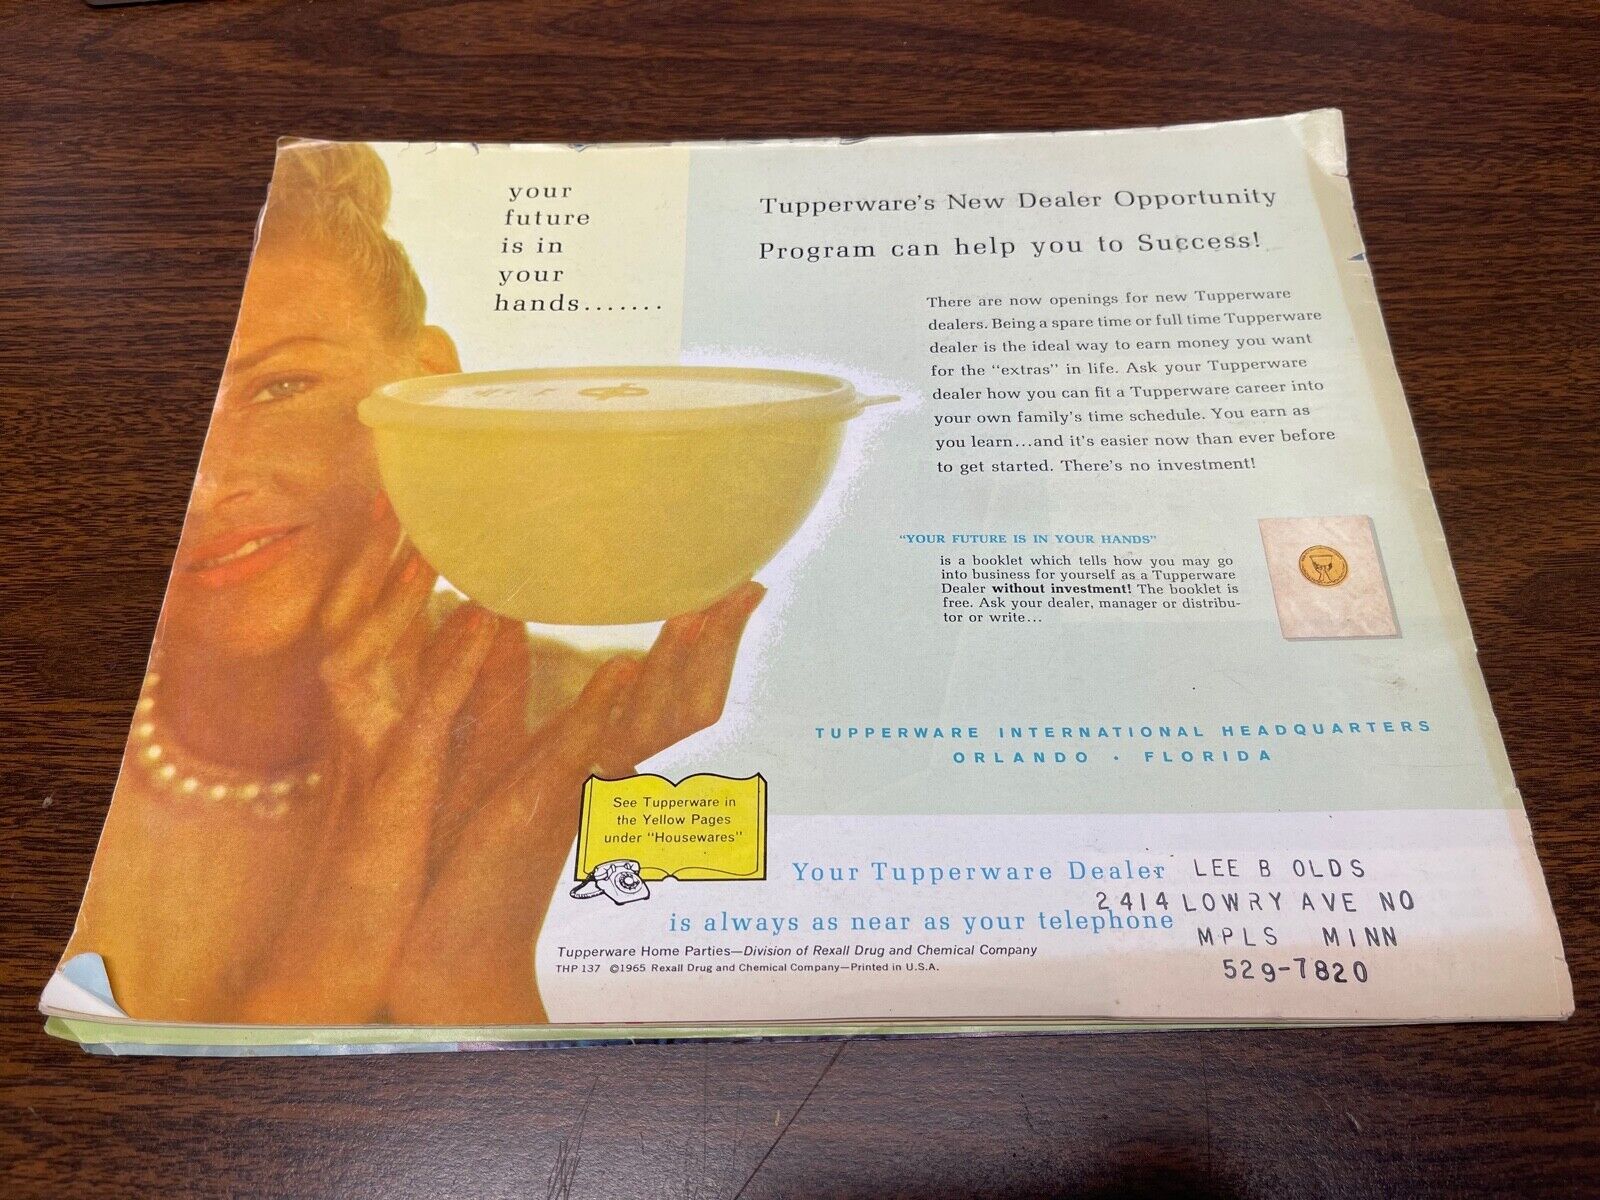 your
future
is in
your
hands.......
Tupperware's New Dealer Opportunity
Program can help you to Success!
There are now openings for new Tupperware
dealers. Being a spare time or full time Tupperware
dealer is the ideal way to earn money you want
for the "extras" in life. Ask your Tupperware
dealer how you can fit a Tupperware career into
your own family's time schedule. You earn as
you learn...and it's easier now than ever before
to get started. There's no investment!
"YOUR FUTURE IS IN YOUR HANDS"
is a booklet which tells how you may go
into business for yourself as a Tupperware
Dealer without investment! The booklet is
free. Ask your dealer, manager or distribu-
tor or write...
TUPPERWARE INTERNATIONAL HEADQUARTERS
ORLANDO · FLORIDA
See Tupperware in
the Yellow Pages
under "Housewares"
Your Tupperware Dealer
is always as near as your telephone
LEE B OLDS
2414 LOWRY AVE NO
MPLS MINN
529-7820
Tupperware Home Parties—Division of Rexall Drug and Chemical Company
THP 137 ©1965 Rexall Drug and Chemical Company—Printed in U.S.A.